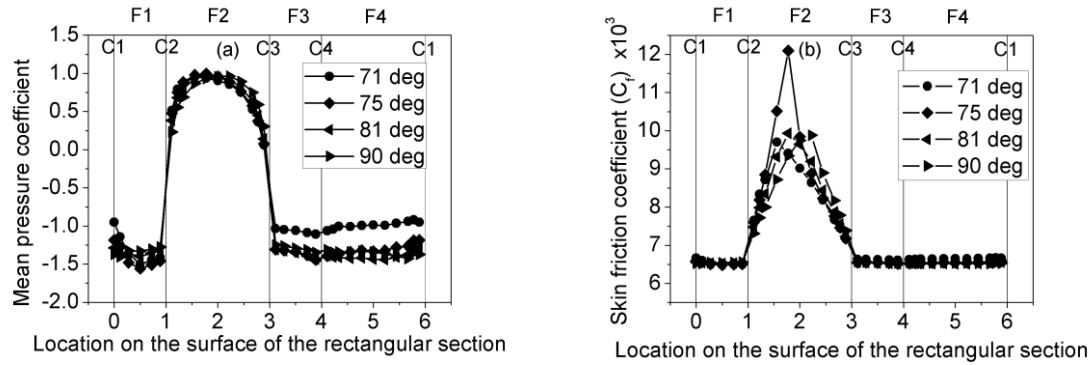 F1 F2 F3 F4
C1 C2 (a) C3 C4 C1
1.5
1.0
0.5
0.0
-0.5
-1.0
-1.5
-2.0
Mean pressure coefficient
71 deg
75 deg
81 deg
90 deg
0 1 2 3 4 5 6
Location on the surface of the rectangular section
F1 F2 F3 F4 x10³
C1 C2 (b) C3 C4 C1
12
11
10
9
8
7
6
Skin friction coefficient (Cf)
71 deg
75 deg
81 deg
90 deg
0 1 2 3 4 5 6
Location on the surface of the rectangular section